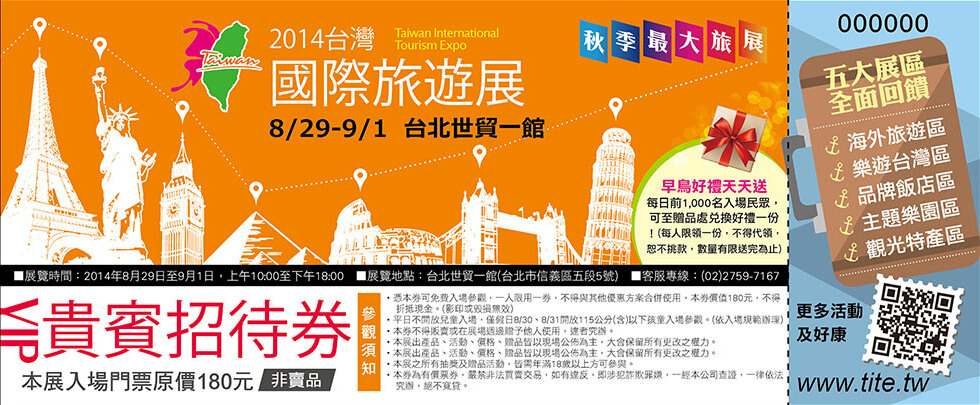 Taiwan
2014台灣
Taiwan International
Tourism Expo
國際旅遊展
8/29-9/1 台北世貿一館
秋季最大旅展
早鳥好禮天天送
每日前1,000名入場民眾，
可至贈品處兌換好禮一份
！(每人限領一份，不得代領，
恕不挑款，數量有限送完為止)
■展覽時間：2014年8月29日至9月1日，上午10:00至下午18:00 ■展覽地點：台北世貿一館(台北市信義區五段5號) ■客服專線：(02)2759-7167
VIP
貴賓招待券
本展入場門票原價180元 非賣品
參觀須知
・憑本券可免費入場參觀，一人限用一券，不得與其他優惠方案合併使用，本券價值180元，不得
折抵現金。(影印或毀損無效)
・平日不開放兒童入場，僅假日8/30、8/31開放115公分(含)以下孩童入場參觀。(依入場規範辦理)
・本券不得販賣或在展場週邊贈予他人使用，違者究辦。
・本展出產品、活動、價格、贈品皆以現場公佈為主，大會保留所有更改之權力。
・本展出產品、活動、價格、贈品皆以現場公佈為主，大會保留所有更改之權力。
・本展之所有抽獎及贈品活動，皆需年滿18歲以上方可參與。
・本券為有價票券，嚴禁非法買賣交易，如有違反，即涉犯詐欺罪嫌，一經本公司查證，一律依法
究辦，絕不寬貸。
000000
五大展區
全面回饋
海外旅遊區
樂遊台灣區
品牌飯店區
主題樂園區
觀光特產區
更多活動
及好康
www.tite.tw